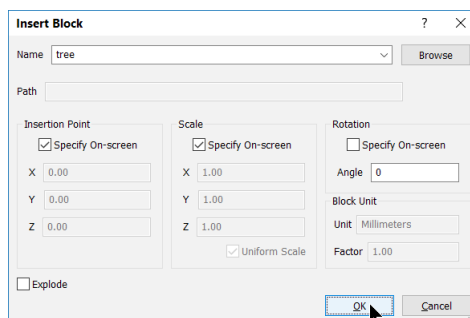 Insert Block ? X
Name tree Browse
Path
Insertion Point Scale Rotation
Specify On-screen Specify On-screen Specify On-screen
X 0.00 X 1.00 Angle 0
Y 0.00 Y 1.00 Block Unit
Z 0.00 Z 1.00 Unit Millimeters
Uniform Scale Factor 1.00
Explode
OK Cancel